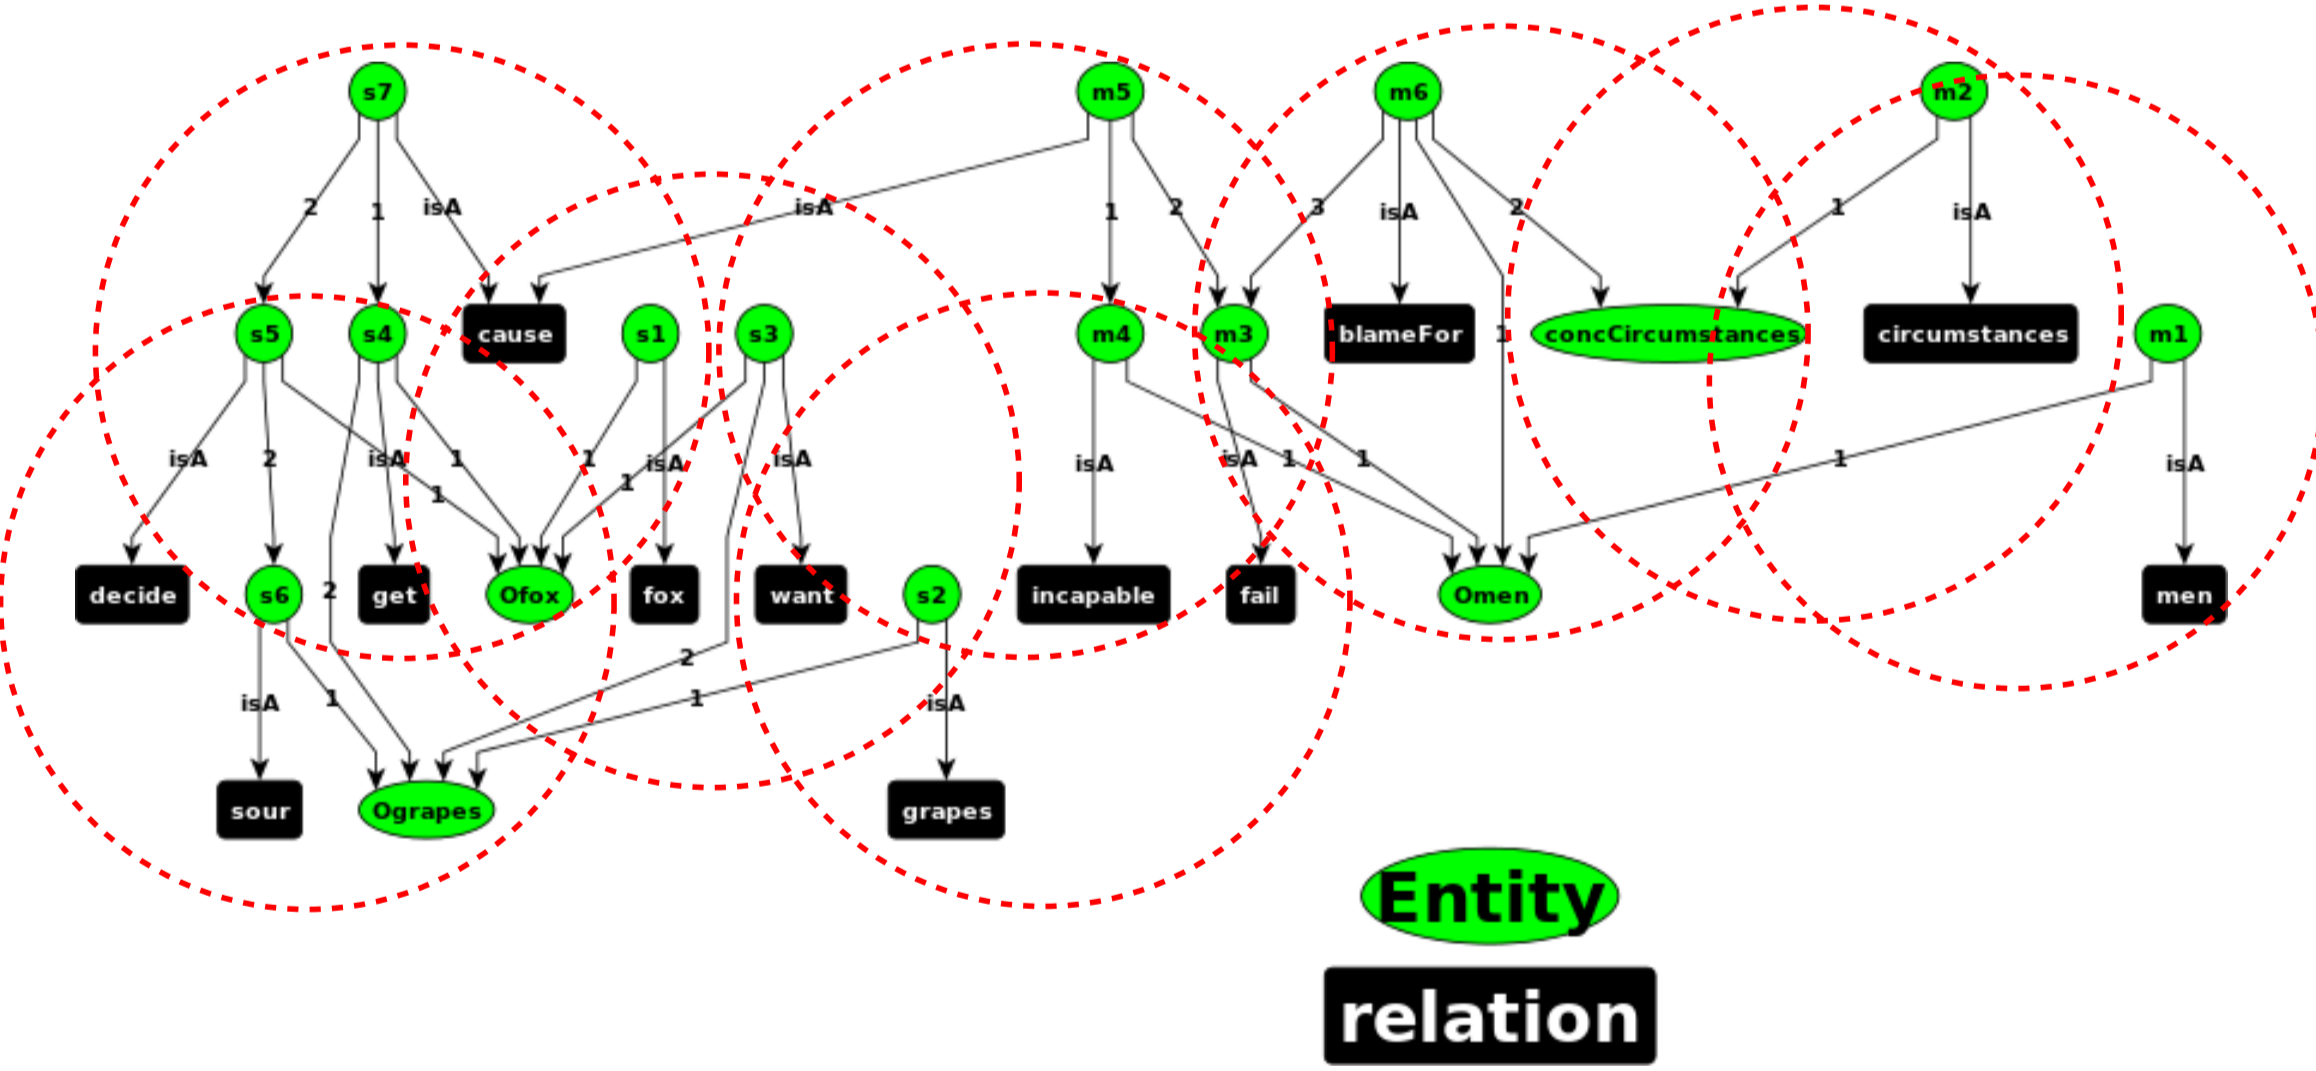 s7 m5 m6 m2
2 1 isA isA 1 2 3 isA 2 1 isA
s5 s4 cause s1 s3 m4 m3 blameFor 1 concCircumstances circumstances m1
isA 2 isA 1 1 1 isA 1 isA isA isA 1 1 1 isA
decide s6 2 get Ofox fox want s2 incapable fail Omen men
isA 1 2 1 isA
sour Ograpes grapes
Entity
relation